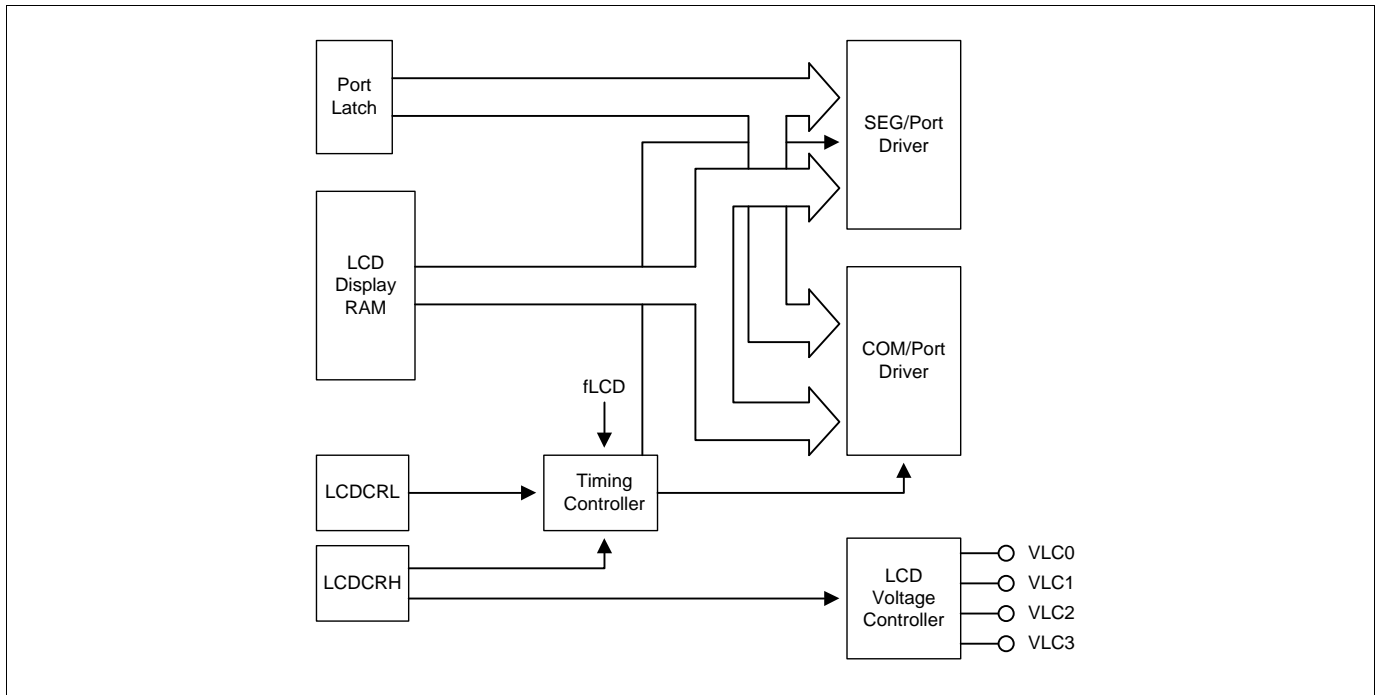 Port
Latch
SEG/Port
Driver
LCD
Display
RAM
COM/Port
Driver
fLCD
LCDCRL
Timing
Controller
LCDCRH
LCD
Voltage
Controller
VLC0
VLC1
VLC2
VLC3